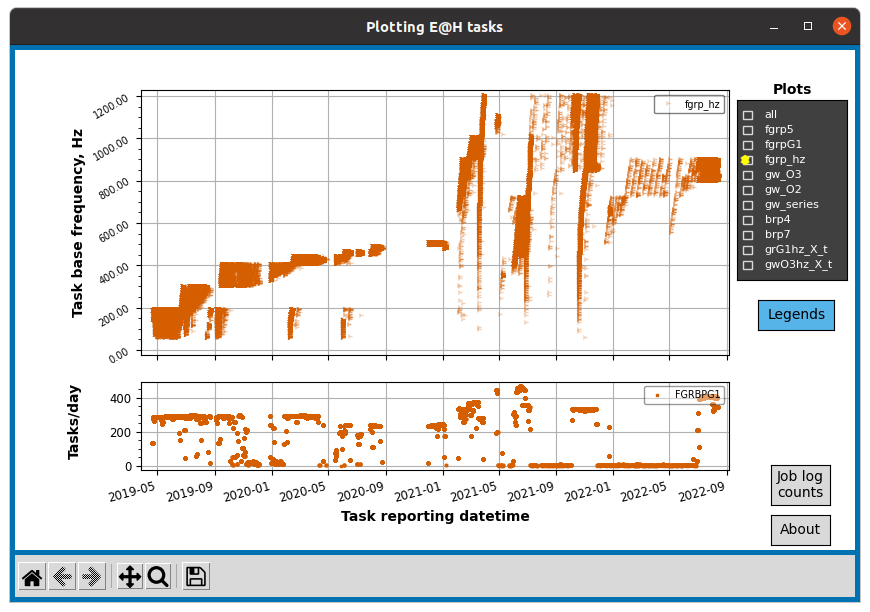 Plotting E@H tasks
Plots
all
fgrp5
fgrpG1
fgrp_hz
gw_O3
gw_O2
gw_series
brp4
brp7
grG1hz_X_t
gwO3hz_X_t
Legends
fgrp_hz
Task base frequency, Hz
1200.00
1000.00
800.00
600.00
400.00
200.00
0.00
FGRBPG1
Tasks/day
400
200
0
2019-05
2019-09
2020-01
2020-05
2020-09
2021-01
2021-05
2021-09
2022-01
2022-05
2022-09
Task reporting datetime
Job log
counts
About